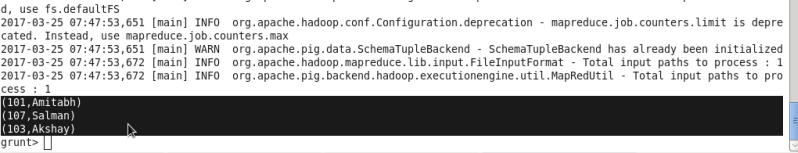 d, use fs.defaultFS
2017-03-25 07:47:53,651 [main] INFO  org.apache.hadoop.conf.Configuration.deprecation - mapreduce.job.counters.limit is depre
cated. Instead, use mapreduce.job.counters.max
2017-03-25 07:47:53,651 [main] WARN  org.apache.pig.data.SchemaTupleBackend - SchemaTupleBackend has already been initialized
2017-03-25 07:47:53,672 [main] INFO  org.apache.hadoop.mapreduce.lib.input.FileInputFormat - Total input paths to process : 1
2017-03-25 07:47:53,672 [main] INFO  org.apache.pig.backend.hadoop.executionengine.util.MapRedUtil - Total input paths to pro
cess : 1
(101,Amitabh)
(107,Salman)
(103,Akshay)
grunt>